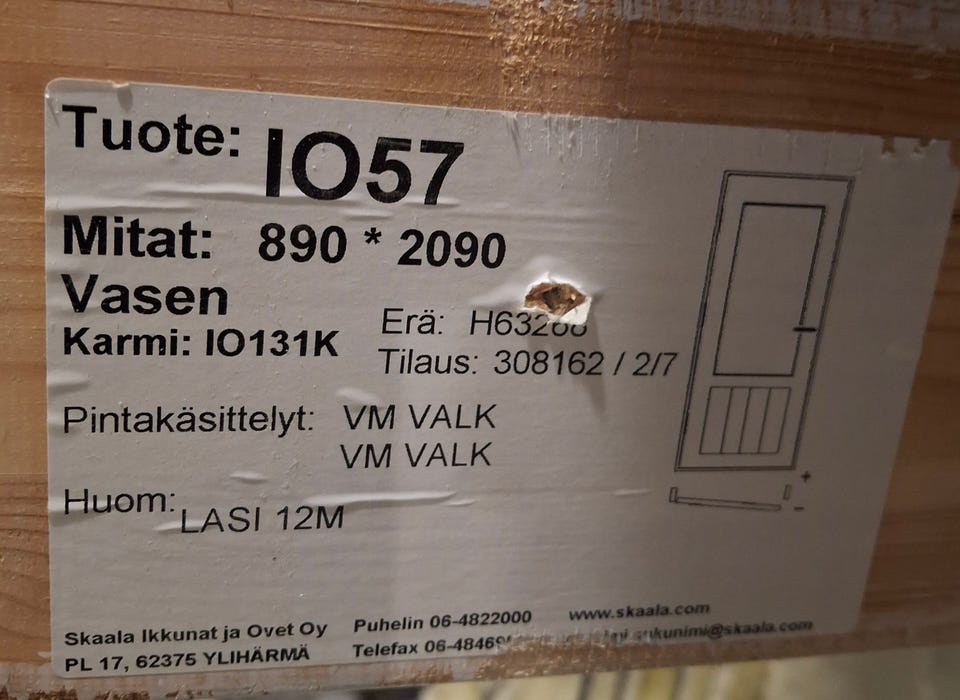 Tuote: IO57
Mitat: 890 * 2090
Vasen
Karmi: IO131K
Erä:
Tilaus: 308162 / 2/7
Pintakäsittelyt: VM VALK
VM VALK
Huom: LASI 12M
+
-
Skaala Ikkunat ja Ovet Oy
PL 17, 62375 YLIHÄRMÄ
Puhelin 06-4822000
Telefax
www.skaala.com